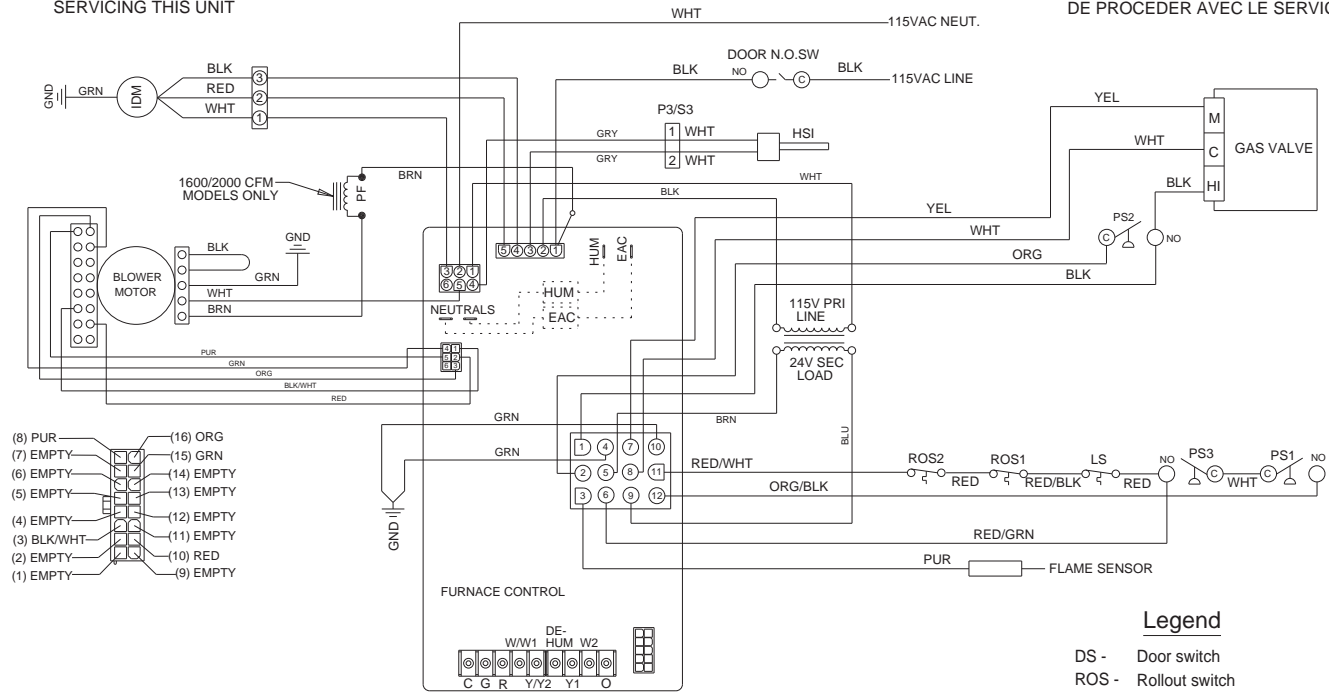 SERVICING THIS UNIT
DE PROCEDER AVEC LE SERVIC
WHT
115VAC NEUT.
DOOR N.O.SW
BLK
NO
C
BLK
115VAC LINE
GND
GRN
IDM
BLK
RED
WHT
3
2
1
P3/S3
1 WHT
2 WHT
GRY
GRY
HSI
YEL
M
C
HI
GAS VALVE
WHT
BLK
1600/2000 CFM
MODELS ONLY
PF
BRN
WHT
BLK
YEL
WHT
PS2
C
NO
ORG
BLK
BLOWER
MOTOR
BLK
GND
GRN
WHT
BRN
5 4 3 2 1
3 2 1
6 5 4
HUM
EAC
HUM
EAC
NEUTRALS
115V PRI
LINE
24V SEC
LOAD
PUR
GRN
ORG
BLK/WHT
RED
4 1
5 2
6 3
BRN
BLU
GRN
GRN
GND
1 4 7 10
2 5 8 11
3 6 9 12
RED/WHT
ROS2
RED
ROS1
RED/BLK
LS
RED
NO
PS3
C
WHT
C
PS1
NO
ORG/BLK
RED/GRN
PUR
FLAME SENSOR
(8) PUR
(7) EMPTY
(6) EMPTY
(5) EMPTY
(4) EMPTY
(3) BLK/WHT
(2) EMPTY
(1) EMPTY
(16) ORG
(15) GRN
(14) EMPTY
(13) EMPTY
(12) EMPTY
(11) EMPTY
(10) RED
(9) EMPTY
FURNACE CONTROL
DE-
W/W1 HUM W2
C G R Y/Y2 Y1 O
Legend
DS - Door switch
ROS - Rollout switch